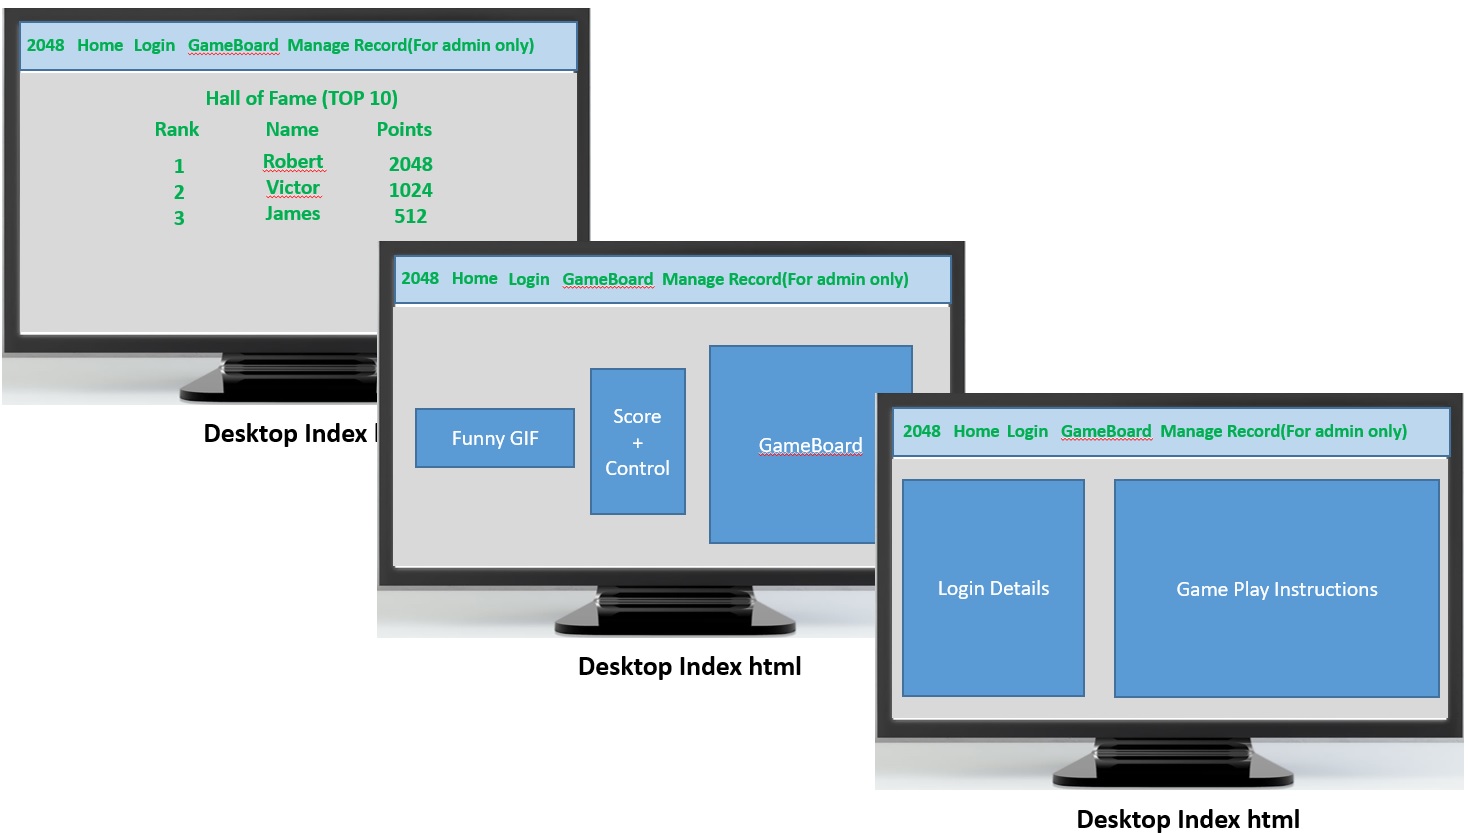 2048 Home Login GameBoard Manage Record(For admin only)
Hall of Fame (TOP 10)
Rank Name Points
1 Robert 2048
2 Victor 1024
3 James 512
Desktop Index
2048 Home Login GameBoard Manage Record(For admin only)
Funny GIF
Score
+
Control
GameBoard
Desktop Index html
2048 Home Login GameBoard Manage Record(For admin only)
Login Details
Game Play Instructions
Desktop Index html